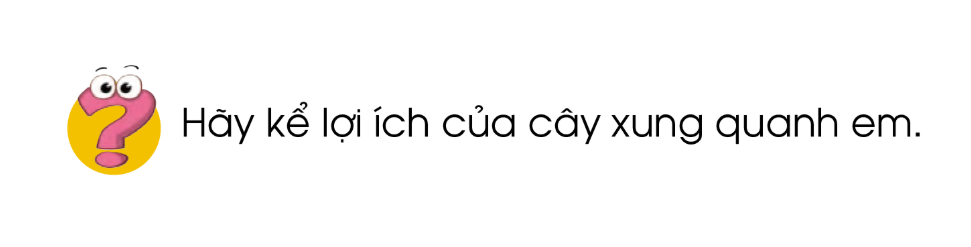 Hãy kể lợi ích của cây xung quanh em.